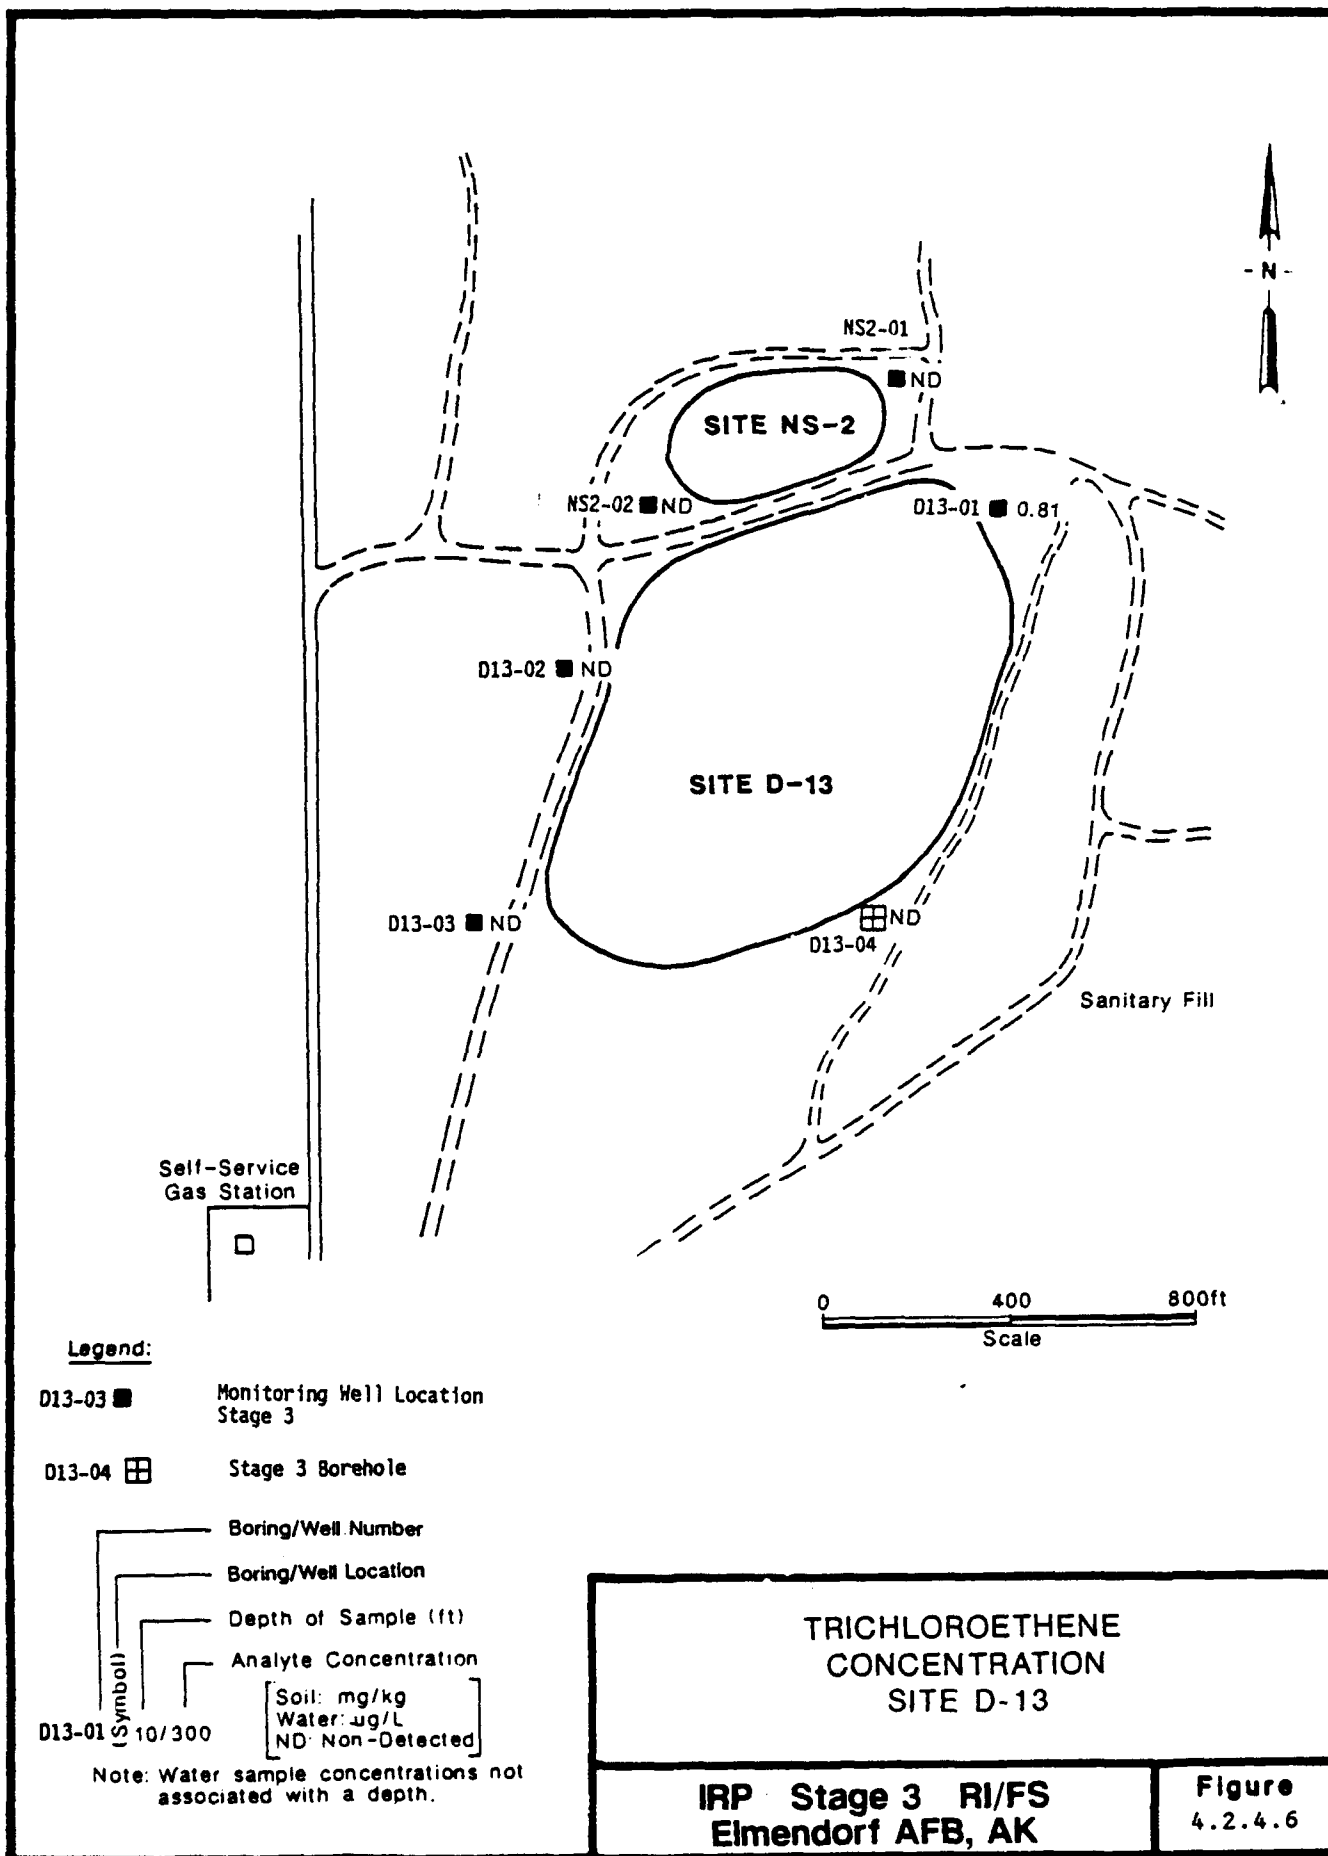 - N -
NS2-01
ND
SITE NS-2
NS2-02 ND
D13-01 0.81
D13-02 ND
SITE D-13
D13-03 ND
ND
D13-04
Sanitary Fill
Self-Service
Gas Station
0 400 800ft
Scale
Legend:
D13-03 Monitoring Well Location
Stage 3
D13-04 Stage 3 Borehole
Boring/Well Number
Boring/Well Location
Depth of Sample (ft)
Analyte Concentration
Soil: mg/kg
Water: ug/L
ND: Non-Detected
D13-01 (Symbol) 10/300
Note: Water sample concentrations not
associated with a depth.
TRICHLOROETHENE
CONCENTRATION
SITE D-13
IRP Stage 3 RI/FS
Elmendorf AFB, AK
Figure
4.2.4.6